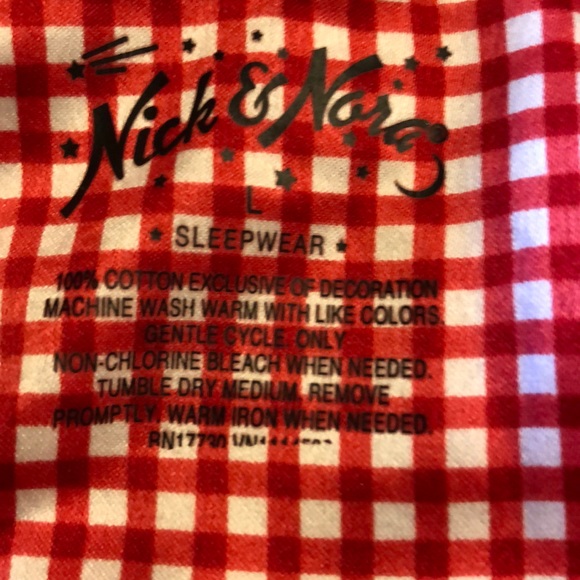 Nick & Nora
L
SLEEPWEAR
100% COTTON EXCLUSIVE OF DECORATION
MACHINE WASH WARM WITH LIKE COLORS.
GENTLE CYCLE. ONLY
NON-CHLORINE BLEACH WHEN NEEDED.
TUMBLE DRY MEDIUM. REMOVE
PROMPTLY. WARM IRON WHEN NEEDED.
RN17730